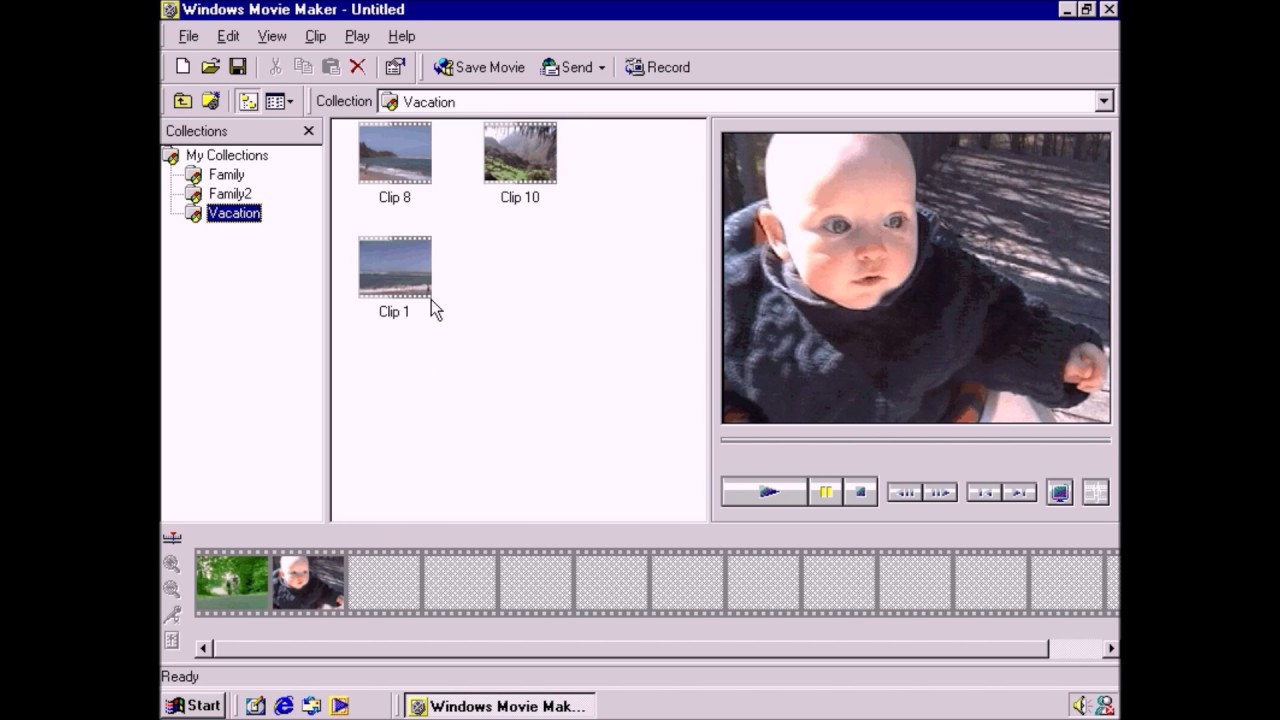 Windows Movie Maker - Untitled
File Edit View Clip Play Help
Save Movie Send Record
Collection Vacation
Collections
My Collections
Family
Family2
Vacation
Clip 8 Clip 10
Clip 1
Ready
Start Windows Movie Mak...